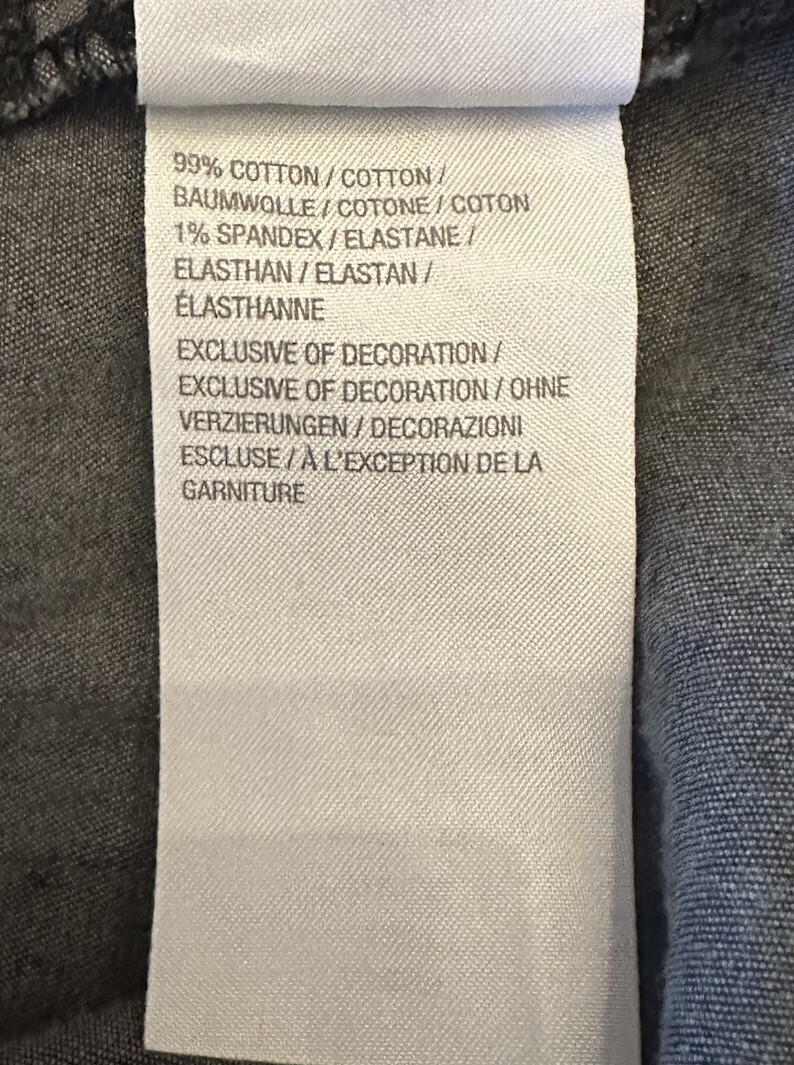 99% COTTON / COTTON /
BAUMWOLLE / COTONE / COTON
1% SPANDEX / ELASTANE /
ELASTHAN / ELASTAN /
ÉLASTHANNE
EXCLUSIVE OF DECORATION /
EXCLUSIVE OF DECORATION / OHNE
VERZIERUNGEN / DECORAZIONI
ESCLUSE / À L'EXCEPTION DE LA
GARNITURE